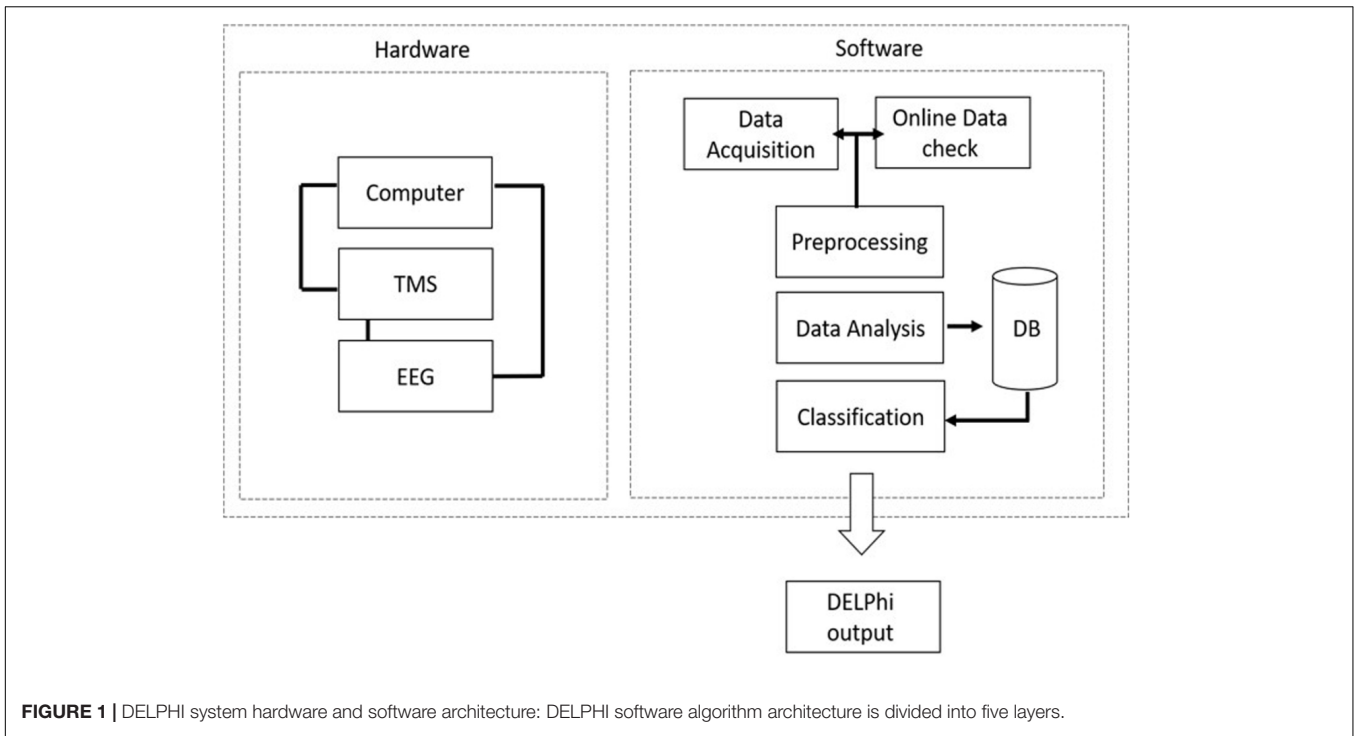 Hardware
Software
Computer
TMS
EEG
Data
Acquisition
Online Data
check
Preprocessing
Data Analysis
DB
Classification
DELPhi
output
FIGURE 1 | DELPHI system hardware and software architecture: DELPHI software algorithm architecture is divided into five layers.